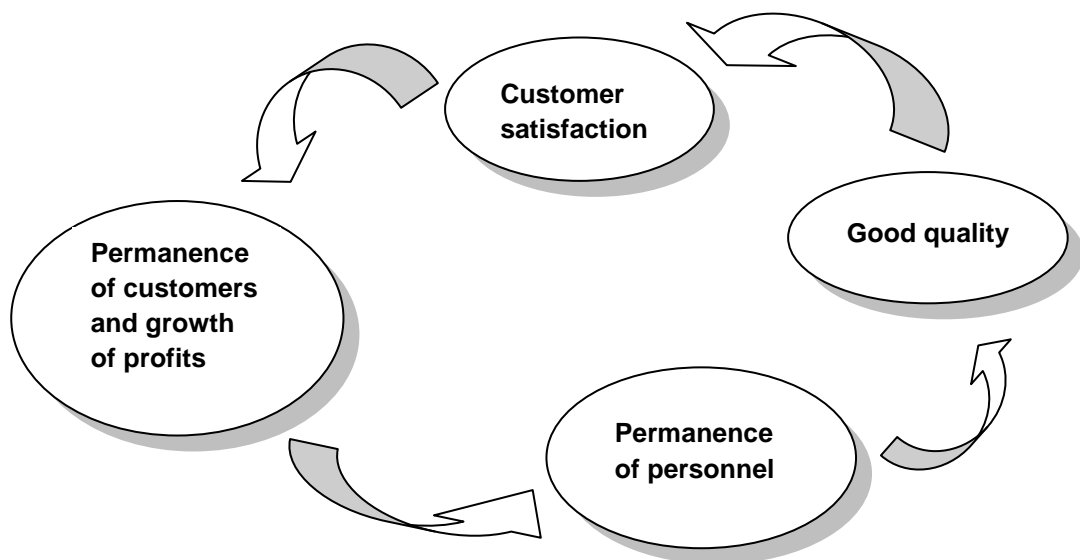 Customer
satisfaction
Good quality
Permanence
of customers
and growth
of profits
Permanence
of personnel